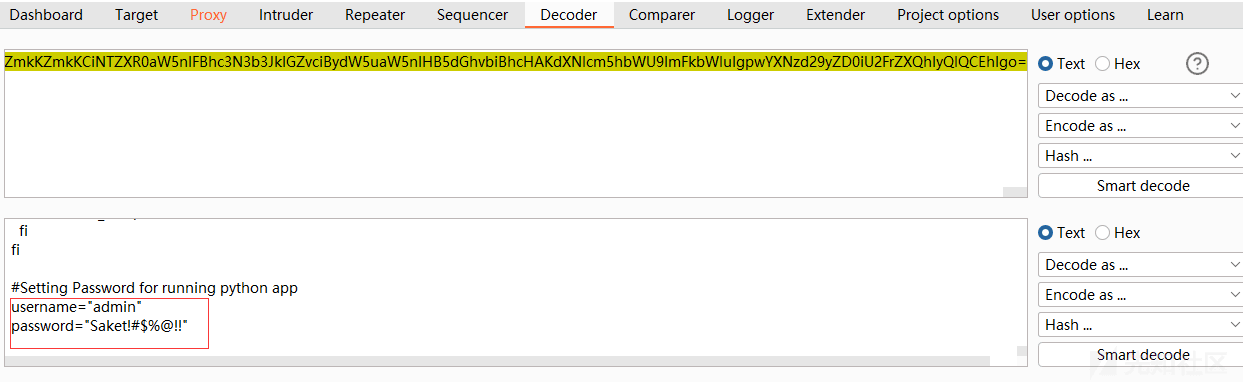 Dashboard Target Proxy Intruder Repeater Sequencer Decoder Comparer Logger Extender Project options User options Learn
ZmkKZmkKCiNTZXR0aW5nIFBhc3N3b3JkIGZvciBydW5uaW5nIHB5dGhvbiBhcHAKdXNlcm5hbWU9ImFkbWluIgpwYXNzd29yZD0iU2FrZXQhIyQlQCEhIgo=
Text Hex ?
Decode as ...
Encode as ...
Hash ...
Smart decode
fi
fi
#Setting Password for running python app
username="admin"
password="Saket!#$%@!!"
Text Hex
Decode as ...
Encode as ...
Hash ...
Smart decode